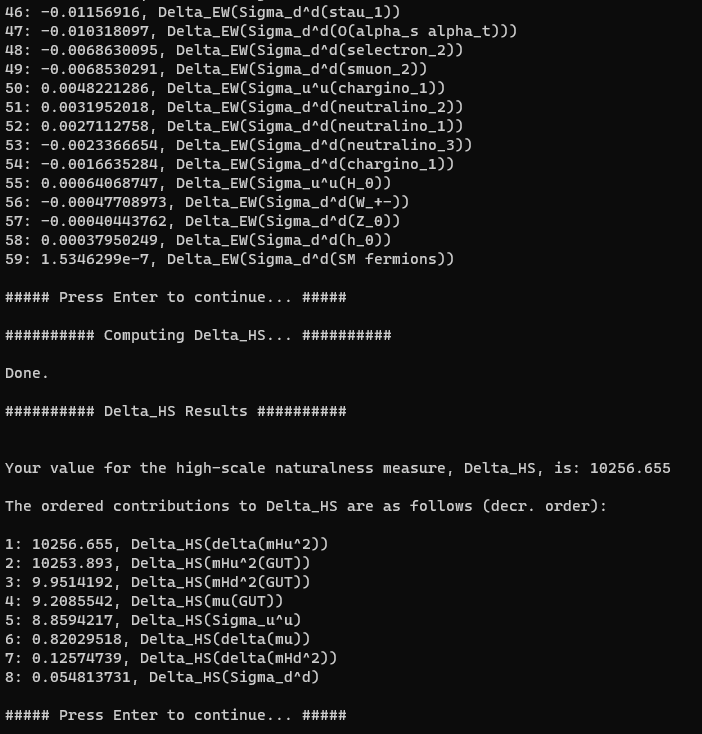 46: -0.01156916, Delta_EW(Sigma_d^d(stau_1))
47: -0.010318097, Delta_EW(Sigma_d^d(O(alpha_s alpha_t)))
48: -0.0068630095, Delta_EW(Sigma_d^d(selectron_2))
49: -0.0068530291, Delta_EW(Sigma_d^d(smuon_2))
50: 0.0048221286, Delta_EW(Sigma_u^u(chargino_1))
51: 0.0031952018, Delta_EW(Sigma_d^d(neutralino_2))
52: 0.0027112758, Delta_EW(Sigma_d^d(neutralino_1))
53: -0.0023366654, Delta_EW(Sigma_d^d(neutralino_3))
54: -0.0016635284, Delta_EW(Sigma_d^d(chargino_1))
55: 0.00064068747, Delta_EW(Sigma_u^u(H_0))
56: -0.00047708973, Delta_EW(Sigma_d^d(W_+-))
57: -0.00040443762, Delta_EW(Sigma_d^d(Z_0))
58: 0.00037950249, Delta_EW(Sigma_d^d(h_0))
59: 1.5346299e-7, Delta_EW(Sigma_d^d(SM fermions))
##### Press Enter to continue... #####
########## Computing Delta_HS... ##########
Done.
########## Delta_HS Results ##########
Your value for the high-scale naturalness measure, Delta_HS, is: 10256.655
The ordered contributions to Delta_HS are as follows (decr. order):
1: 10256.655, Delta_HS(delta(mHu^2))
2: 10253.893, Delta_HS(mHu^2(GUT))
3: 9.9514192, Delta_HS(mHd^2(GUT))
4: 9.2085542, Delta_HS(mu(GUT))
5: 8.8594217, Delta_HS(Sigma_u^u)
6: 0.82029518, Delta_HS(delta(mu))
7: 0.12574739, Delta_HS(delta(mHd^2))
8: 0.054813731, Delta_HS(Sigma_d^d)
##### Press Enter to continue... #####